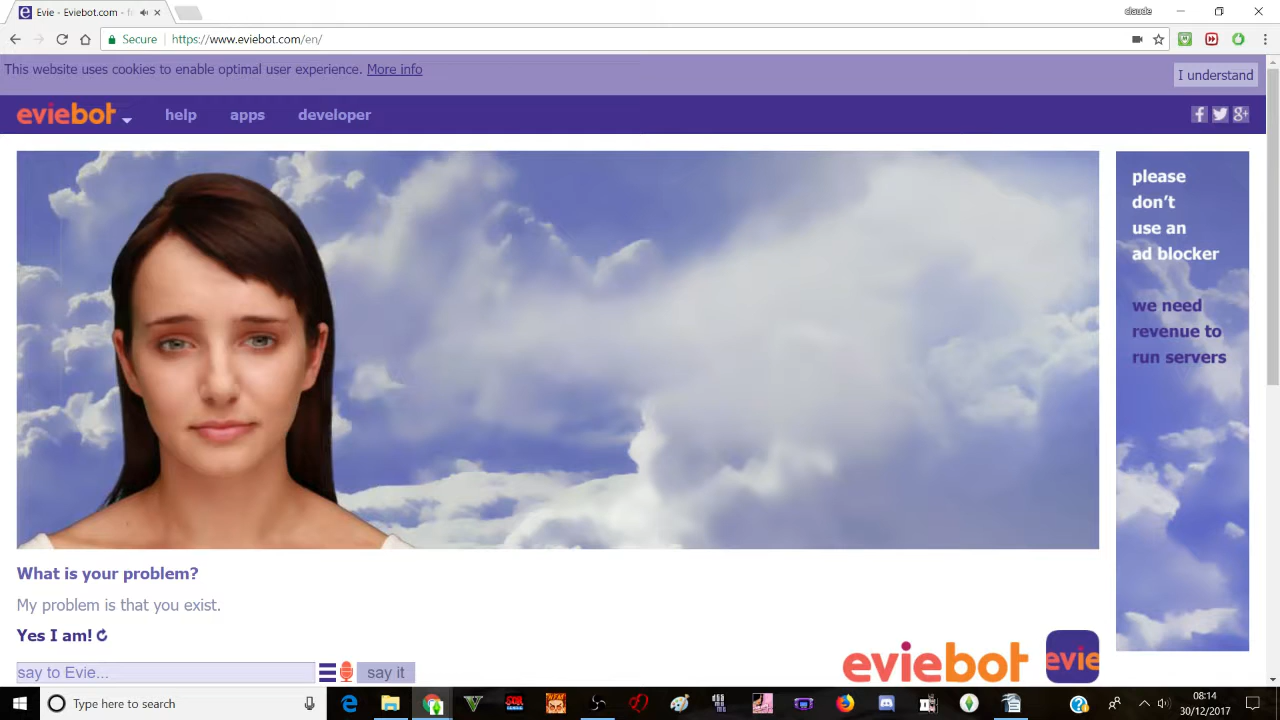 Evie - Eviebot.com - f
claude
Secure
https://www.eviebot.com/en/
This website uses cookies to enable optimal user experience. More info
I understand
eviebot
help
apps
developer
please
don't
use an
ad blocker
we need
revenue to
run servers
What is your problem?
My problem is that you exist.
Yes I am!
say to Evie...
say it
eviebot
evie
Type here to search
08:14
30/12/2017